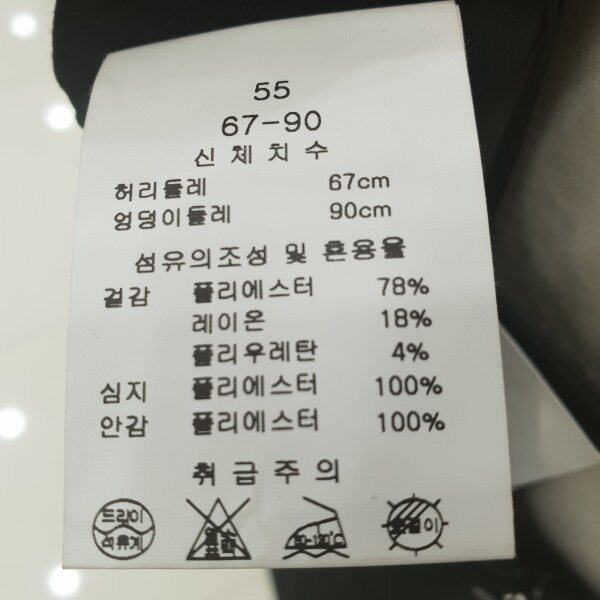 55
67-90
신체치수
허리둘레 67cm
엉덩이둘레 90cm
섬유의조성 및 혼용율
겉감 폴리에스터 78%
레이온 18%
폴리우레탄 4%
심지 폴리에스터 100%
안감 폴리에스터 100%
취급주의
드라이
석유계